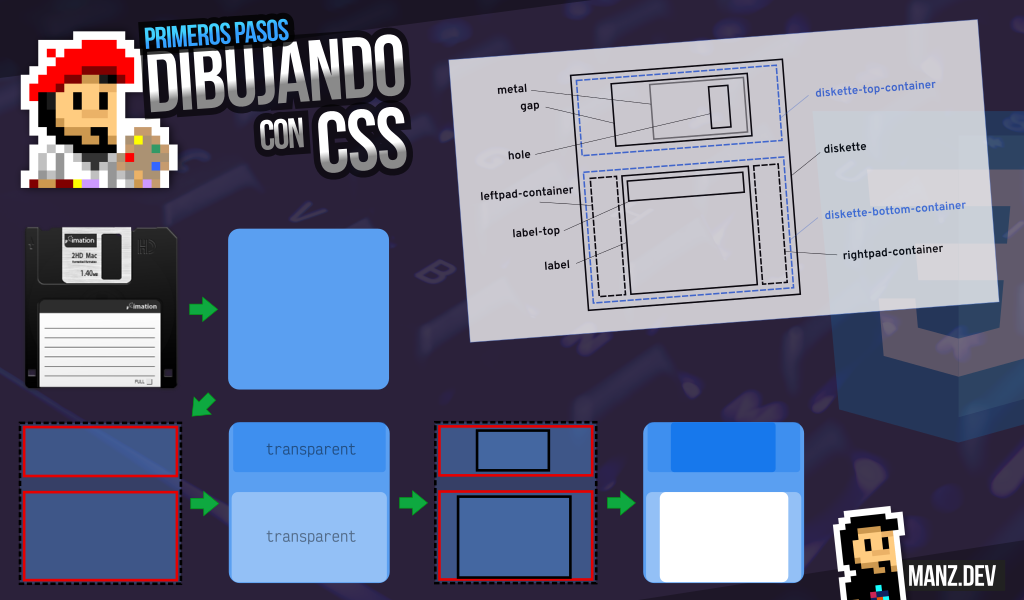 PRIMEROS PASOS
DIBUJANDO
CON CSS
metal
gap
hole
leftpad-container
label-top
label
diskette-top-container
diskette
diskette-bottom-container
rightpad-container
imation
2HD Mac
1.40MB
HD
imation
FULL
transparent
transparent
MANZ.DEV